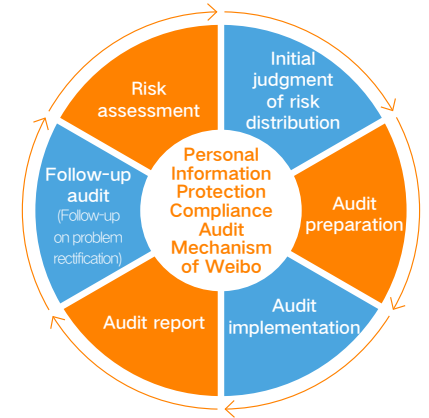 Initial
judgment
of risk
distribution
Audit
preparation
Audit
implementation
Audit report
Follow-up
audit
(Follow-up
on problem
rectification)
Risk
assessment
Personal
Information
Protection
Compliance
Audit
Mechanism
of Weibo